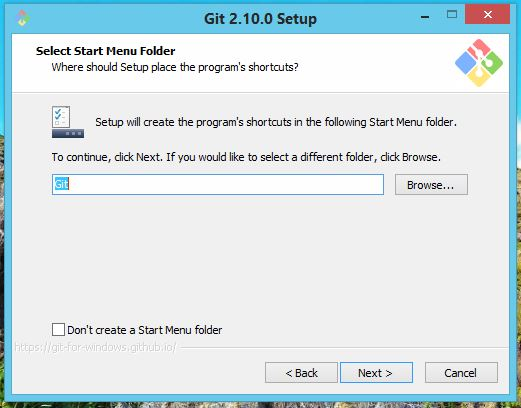 Git 2.10.0 Setup
Select Start Menu Folder
Where should Setup place the program's shortcuts?
Setup will create the program's shortcuts in the following Start Menu folder.
To continue, click Next. If you would like to select a different folder, click Browse.
Git
Browse...
Don't create a Start Menu folder
https://git-for-windows.github.io/
< Back
Next >
Cancel